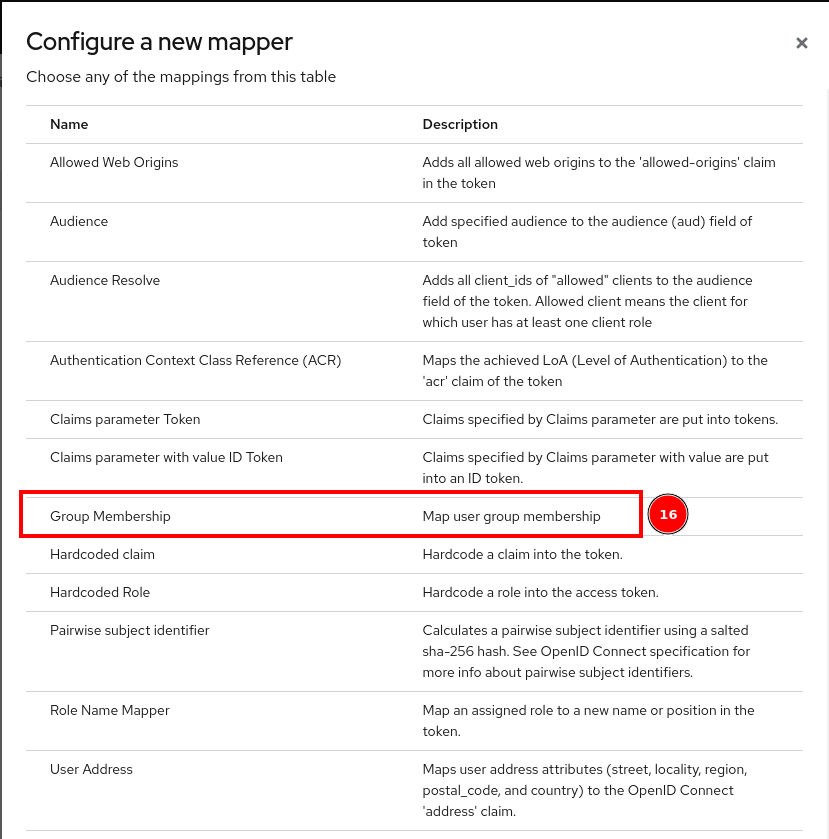 Configure a new mapper
Choose any of the mappings from this table
Name Description
Allowed Web Origins Adds all allowed web origins to the 'allowed-origins' claim
in the token
Audience Add specified audience to the audience (aud) field of
token
Audience Resolve Adds all client_ids of "allowed" clients to the audience
field of the token. Allowed client means the client for
which user has at least one client role
Authentication Context Class Reference (ACR) Maps the achieved LoA (Level of Authentication) to the
'acr' claim of the token
Claims parameter Token Claims specified by Claims parameter are put into tokens.
Claims parameter with value ID Token Claims specified by Claims parameter with value are put
into an ID token.
Group Membership Map user group membership 16
Hardcoded claim Hardcode a claim into the token.
Hardcoded Role Hardcode a role into the access token.
Pairwise subject identifier Calculates a pairwise subject identifier using a salted
sha-256 hash. See OpenID Connect specification for
more info about pairwise subject identifiers.
Role Name Mapper Map an assigned role to a new name or position in the
token.
User Address Maps user address attributes (street, locality, region,
postal_code, and country) to the OpenID Connect
'address' claim.